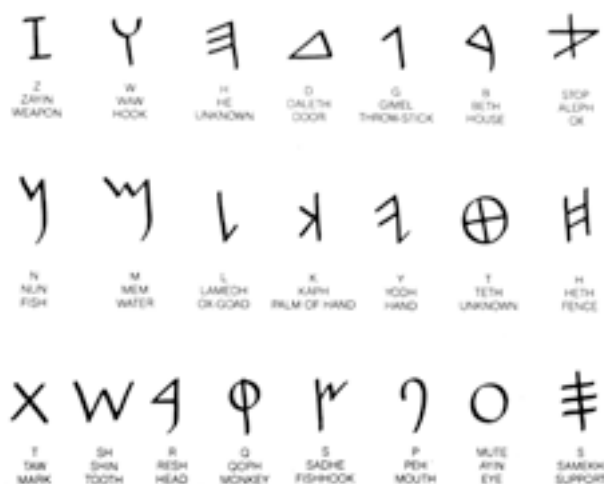 𐤀 𐤁 𐤂 𐤃 𐤄 𐤅 𐤆
Z W H D G B STOP
ZAYIN WAW HE DALETH GIMEL BETH ALEPH
WEAPON HOOK UNKNOWN DOOR THROW-STICK HOUSE OX
𐤇 𐤈 𐤉 𐤊 𐤋 𐤌 𐤍
N M L K Y T H
NUN MEM LAMEDH KAPH YODH TETH HETH
FISH WATER OX-GOAD PALM OF HAND HAND UNKNOWN FENCE
𐤎 𐤏 𐤐 𐤑 𐤒 𐤓 𐤔 𐤕
T SH R Q S P MUTE S
TAW SHIN RESH QOPH SADHE PEH AYIN SAMEKH
MARK TOOTH HEAD MONKEY FISHHOOK MOUTH EYE SUPPORT